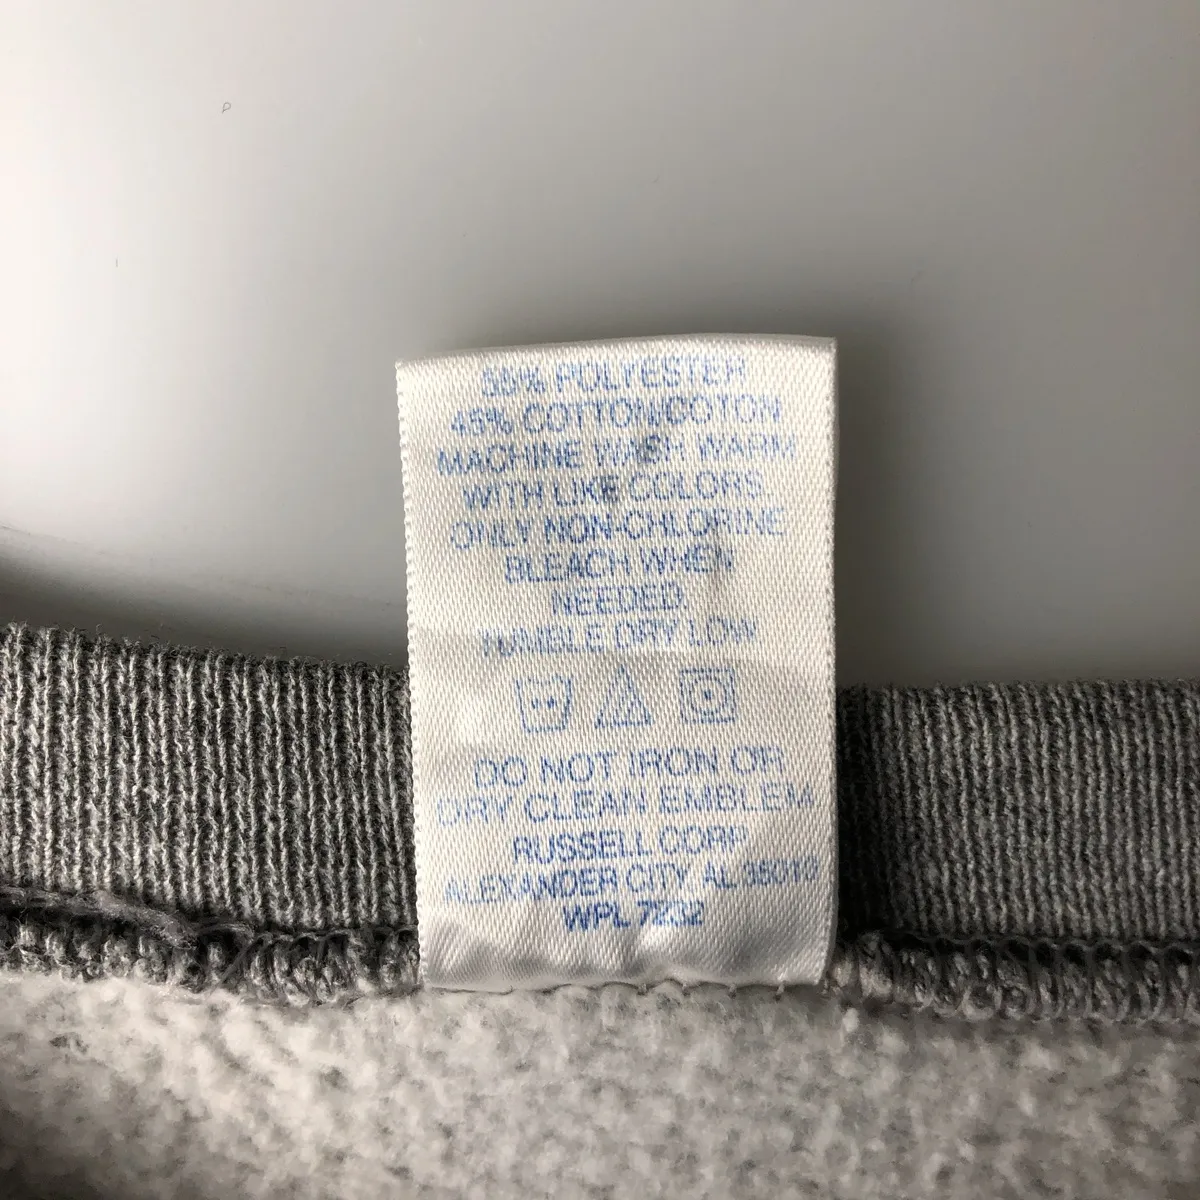 55% POLYESTER
45% COTTON/COTON
MACHINE WASH WARM
WITH LIKE COLORS.
ONLY NON-CHLORINE
BLEACH WHEN
NEEDED.
TUMBLE DRY LOW
DO NOT IRON OR
DRY CLEAN EMBLEM
RUSSELL CORP.
ALEXANDER CITY, AL 35010
WPL 7232